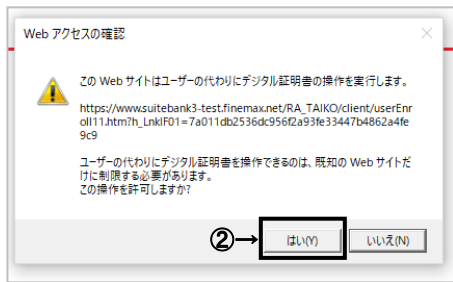 Web アクセスの確認
この Web サイトはユーザーの代わりにデジタル証明書の操作を実行します。
https://www.suitebank3-test.finemax.net/RA_TAIKO/client/userEnr
oll11.htm?h_LnkIF01=7a011db2536dc956f2a93fe33447b4862a4fe
9c9
ユーザーの代わりにデジタル証明書を操作できるのは、既知の Web サイトだ
けに制限する必要があります。
この操作を許可しますか?
②→ はい(Y) いいえ(N)